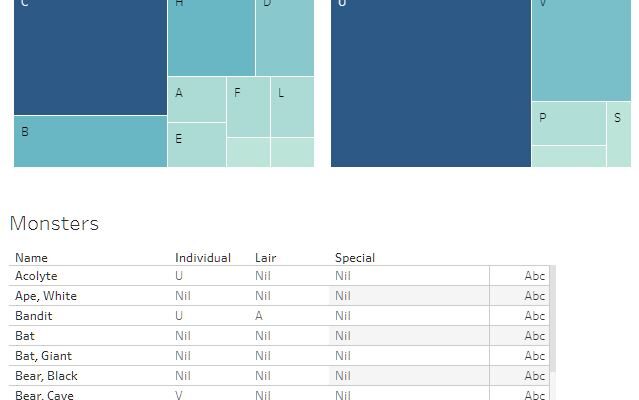 C H D U V
A F L
B
E
P S
Monsters
Name Individual Lair Special
Acolyte U Nil Nil Abc
Ape, White Nil Nil Nil Abc
Bandit U A Nil Abc
Bat Nil Nil Nil Abc
Bat, Giant Nil Nil Nil Abc
Bear, Black Nil Nil Nil Abc
Bear, Cave V Nil Nil Abc